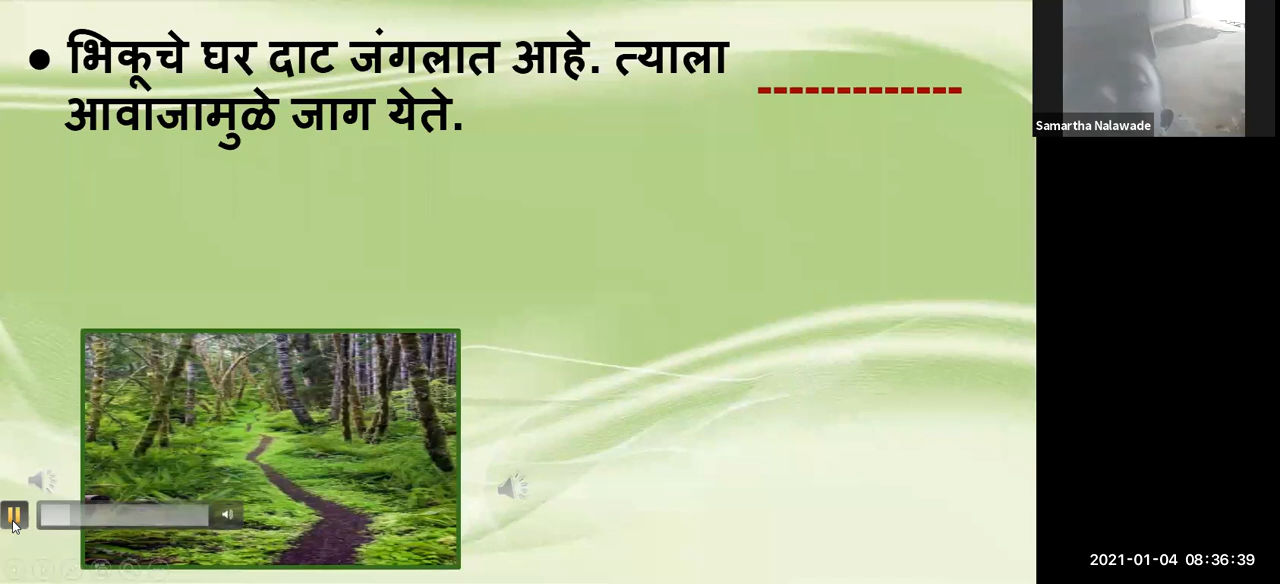 ● भिकूचे घर दाट जंगलात आहे. त्याला -------------
आवाजामुळे जाग येते.
Samartha Nalawade
2021-01-04 08:36:39